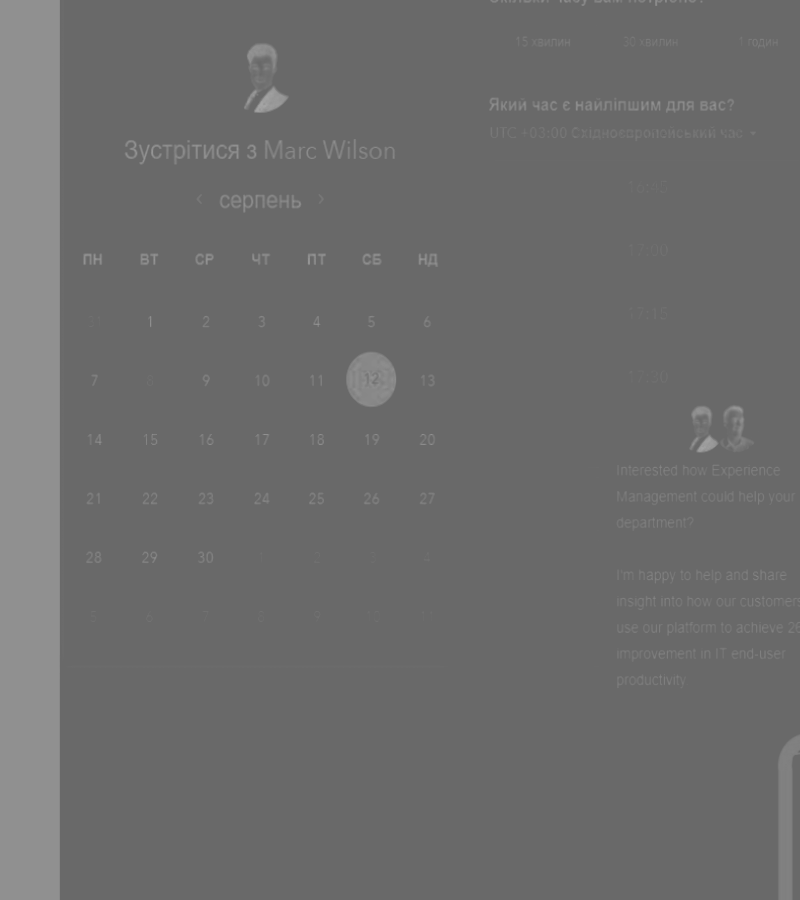 Скільки часу вам потрібно?
15 хвилин 30 хвилин 1 годин
Який час є найліпшим для вас?
UTC +03:00 Східноєвропейський час
16:45
17:00
17:15
17:30
Зустрітися з Marc Wilson
серпень
ПН ВТ СР ЧТ ПТ СБ НД
31 1 2 3 4 5 6
7 8 9 10 11 12 13
14 15 16 17 18 19 20
21 22 23 24 25 26 27
28 29 30 1 2 3 4
5 6 7 8 9 10 11
Interested how Experience
Management could help your
department?
I'm happy to help and share
insight into how our customers
use our platform to achieve
improvement in IT end-user
productivity